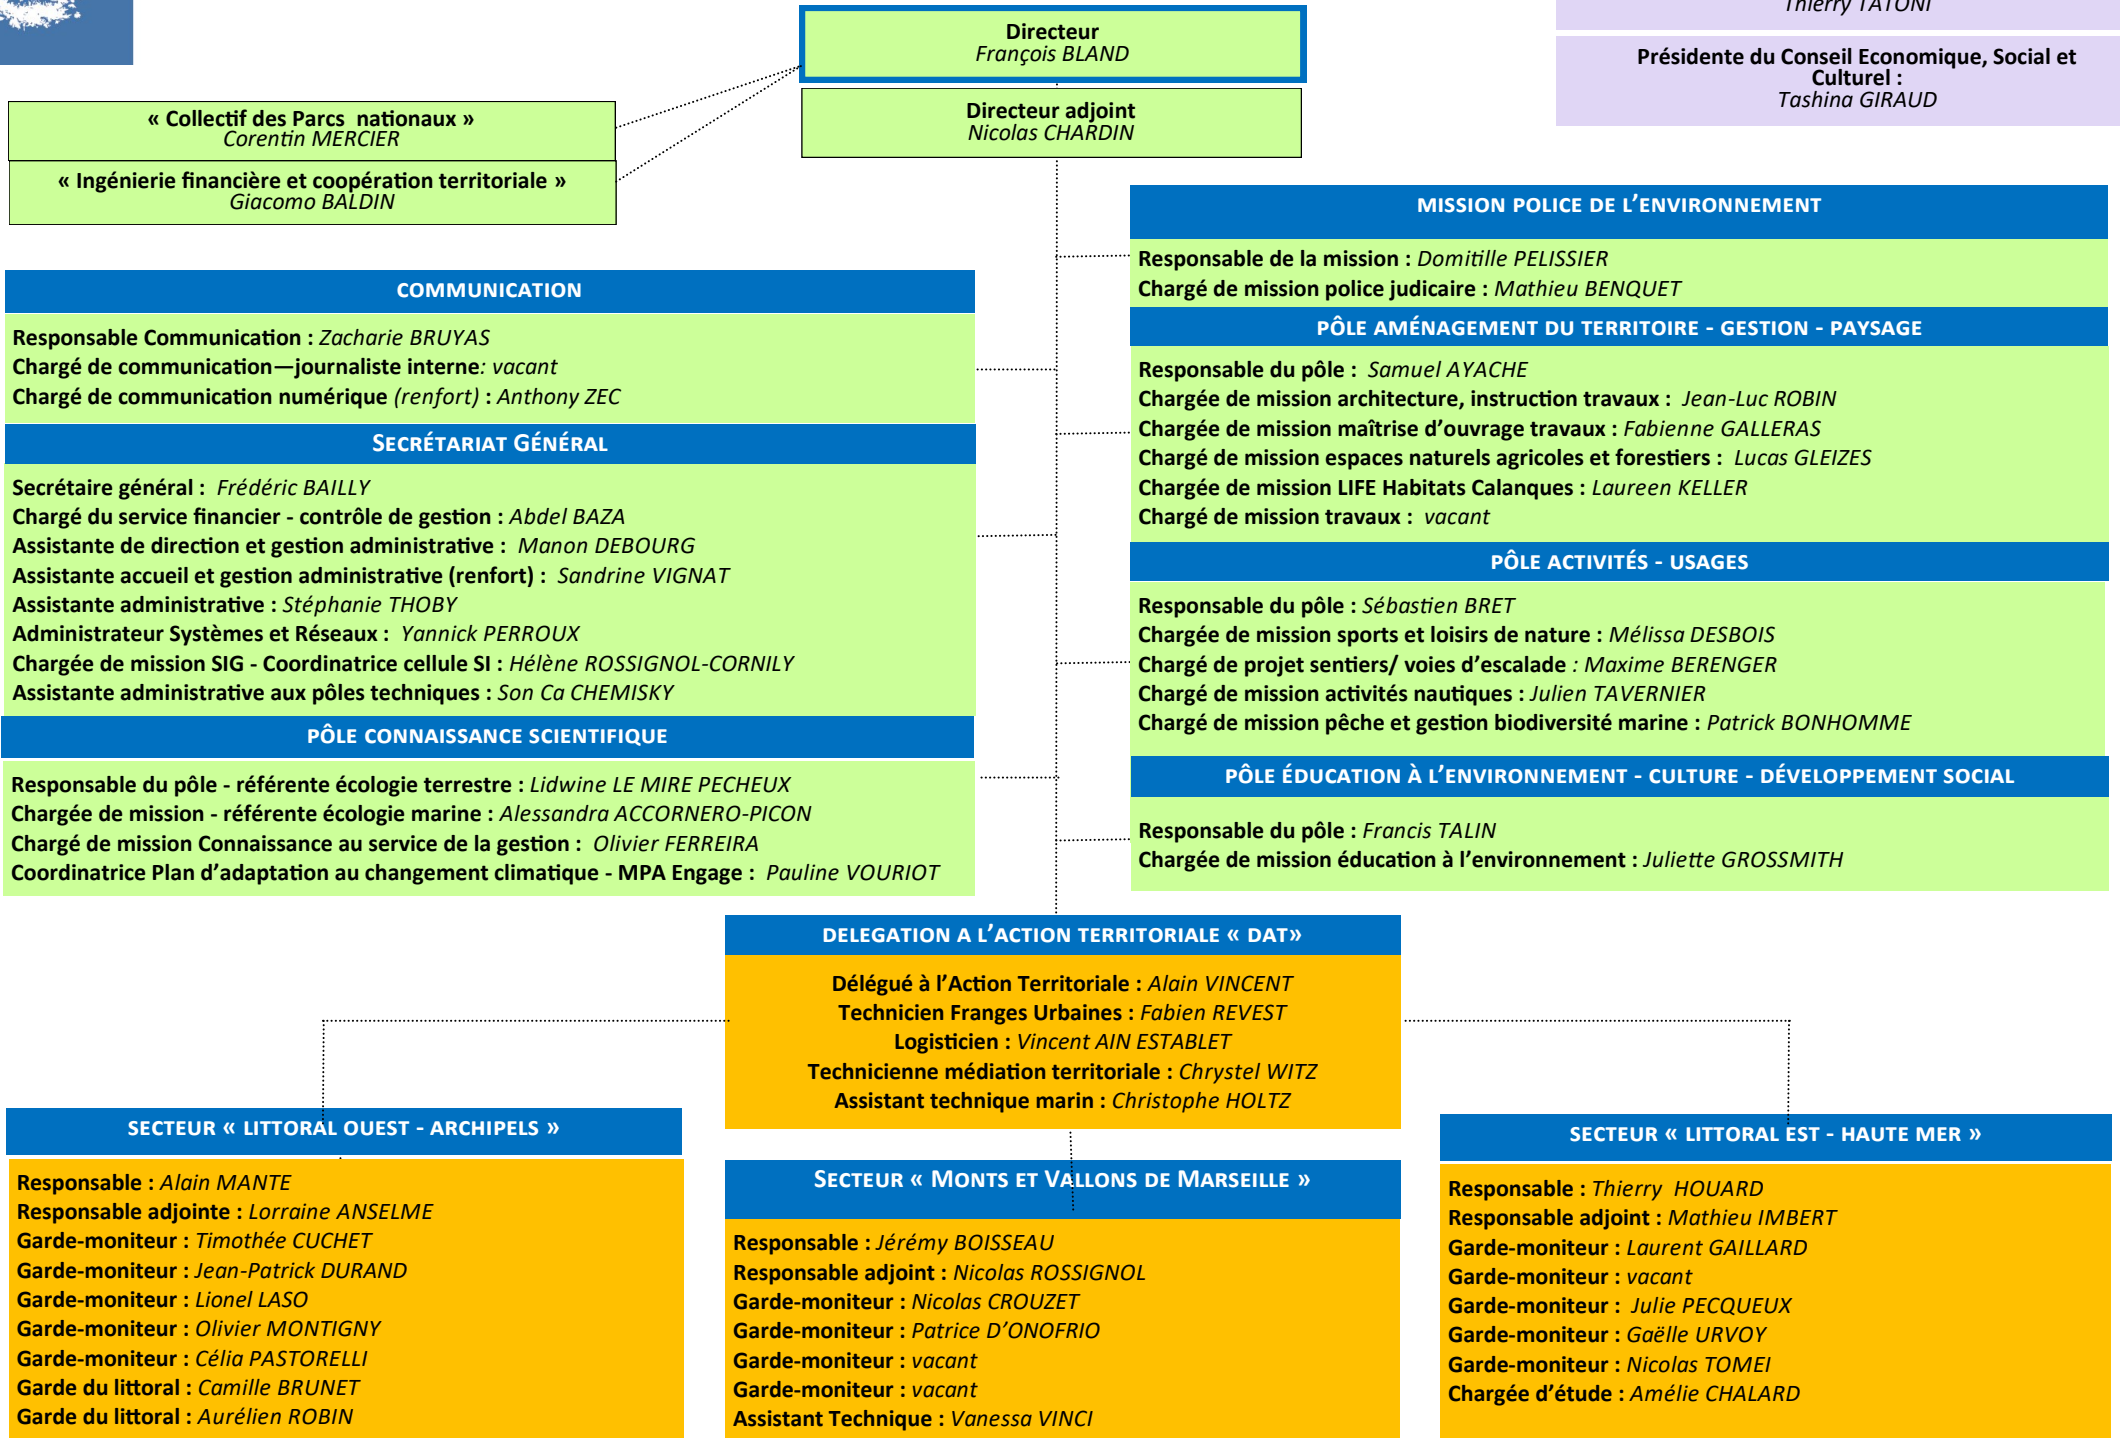 Thierry TATONI
Présidente du Conseil Economique, Social et
Culturel :
Tashina GIRAUD
Directeur
François BLAND
Directeur adjoint
Nicolas CHARDIN
« Collectif des Parcs nationaux »
Corentin MERCIER
« Ingénierie financière et coopération territoriale »
Giacomo BALDIN
COMMUNICATION
Responsable Communication : Zacharie BRUYAS
Chargé de communication—journaliste interne: vacant
Chargé de communication numérique (renfort) : Anthony ZEC
SECRÉTARIAT GÉNÉRAL
Secrétaire général : Frédéric BAILLY
Chargé du service financier - contrôle de gestion : Abdel BAZA
Assistante de direction et gestion administrative : Manon DEBOURG
Assistante accueil et gestion administrative (renfort) : Sandrine VIGNAT
Assistante administrative : Stéphanie THOBY
Administrateur Systèmes et Réseaux : Yannick PERROUX
Chargée de mission SIG - Coordinatrice cellule SI : Hélène ROSSIGNOL-CORNILY
Assistante administrative aux pôles techniques : Son Ca CHEMISKY
PÔLE CONNAISSANCE SCIENTIFIQUE
Responsable du pôle - référente écologie terrestre : Lidwine LE MIRE PECHEUX
Chargée de mission - référente écologie marine : Alessandra ACCORNERO-PICON
Chargé de mission Connaissance au service de la gestion : Olivier FERREIRA
Coordinatrice Plan d'adaptation au changement climatique - MPA Engage : Pauline VOURIOT
MISSION POLICE DE L'ENVIRONNEMENT
Responsable de la mission : Domitille PELISSIER
Chargé de mission police judicaire : Mathieu BENQUET
PÔLE AMÉNAGEMENT DU TERRITOIRE - GESTION - PAYSAGE
Responsable du pôle : Samuel AYACHE
Chargée de mission architecture, instruction travaux : Jean-Luc ROBIN
Chargée de mission maîtrise d'ouvrage travaux : Fabienne GALLERAS
Chargé de mission espaces naturels agricoles et forestiers : Lucas GLEIZES
Chargée de mission LIFE Habitats Calanques : Laureen KELLER
Chargé de mission travaux : vacant
PÔLE ACTIVITÉS - USAGES
Responsable du pôle : Sébastien BRET
Chargée de mission sports et loisirs de nature : Mélissa DESBOIS
Chargé de projet sentiers/ voies d'escalade : Maxime BERENGER
Chargé de mission activités nautiques : Julien TAVERNIER
Chargé de mission pêche et gestion biodiversité marine : Patrick BONHOMME
PÔLE ÉDUCATION À L'ENVIRONNEMENT - CULTURE - DÉVELOPPEMENT SOCIAL
Responsable du pôle : Francis TALIN
Chargée de mission éducation à l'environnement : Juliette GROSSMITH
DELEGATION A L'ACTION TERRITORIALE « DAT»
Délégué à l'Action Territoriale : Alain VINCENT
Technicien Franges Urbaines : Fabien REVEST
Logisticien : Vincent AIN ESTABLET
Technicienne médiation territoriale : Chrystel WITZ
Assistant technique marin : Christophe HOLTZ
SECTEUR « LITTORAL OUEST - ARCHIPELS »
Responsable : Alain MANTE
Responsable adjointe : Lorraine ANSELME
Garde-moniteur : Timothée CUCHET
Garde-moniteur : Jean-Patrick DURAND
Garde-moniteur : Lionel LASO
Garde-moniteur : Olivier MONTIGNY
Garde-moniteur : Célia PASTORELLI
Garde du littoral : Camille BRUNET
Garde du littoral : Aurélien ROBIN
SECTEUR « MONTS ET VALLONS DE MARSEILLE »
Responsable : Jérémy BOISSEAU
Responsable adjoint : Nicolas ROSSIGNOL
Garde-moniteur : Nicolas CROUZET
Garde-moniteur : Patrice D'ONOFRIO
Garde-moniteur : vacant
Garde-moniteur : vacant
Assistant Technique : Vanessa VINCI
SECTEUR « LITTORAL EST - HAUTE MER »
Responsable : Thierry HOUARD
Responsable adjoint : Mathieu IMBERT
Garde-moniteur : Laurent GAILLARD
Garde-moniteur : vacant
Garde-moniteur : Julie PECQUEUX
Garde-moniteur : Gaëlle URVOY
Garde-moniteur : Nicolas TOMEI
Chargée d'étude : Amélie CHALARD